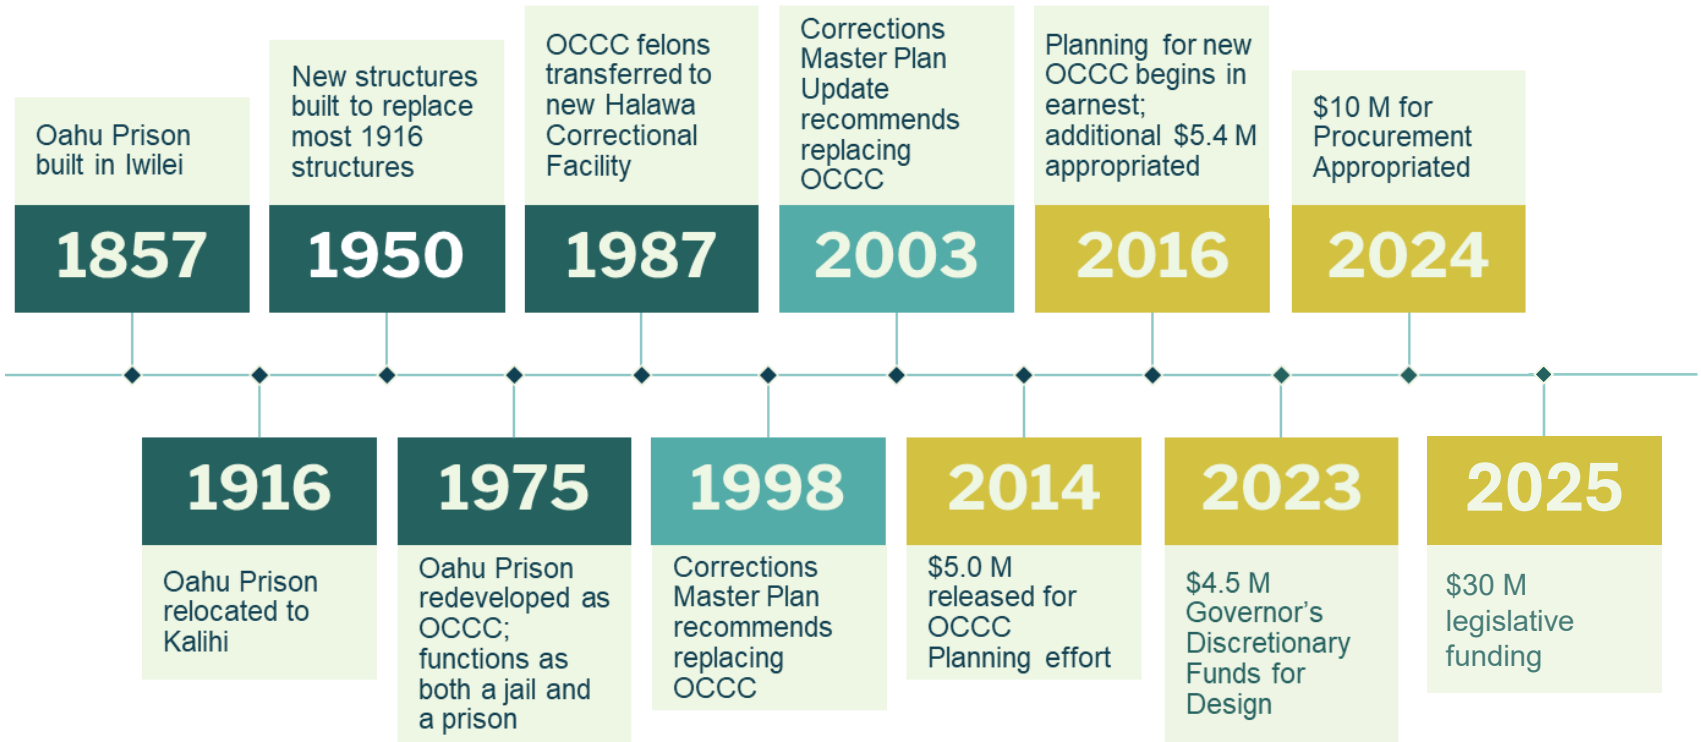 Oahu Prison
built in Iwilei
1857
1916
Oahu Prison
relocated to
Kalihi
New structures
built to replace
most 1916
structures
1950
1975
Oahu Prison
redeveloped as
OCCC;
functions as
both a jail and
a prison
OCCC felons
transferred to
new Halawa
Correctional
Facility
1987
1998
Corrections
Master Plan
recommends
replacing
OCCC
Corrections
Master Plan
Update
recommends
replacing
OCCC
2003
2014
$5.0 M
released for
OCCC
Planning effort
Planning for new
OCCC begins in
earnest;
additional $5.4 M
appropriated
2016
2023
$4.5 M
Governor’s
Discretionary
Funds for
Design
$10 M for
Procurement
Appropriated
2024
2025
$30 M
legislative
funding